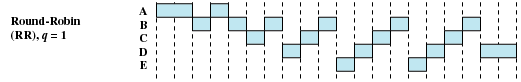 Round-Robin
(RR), q = 1
A
B
C
D
E